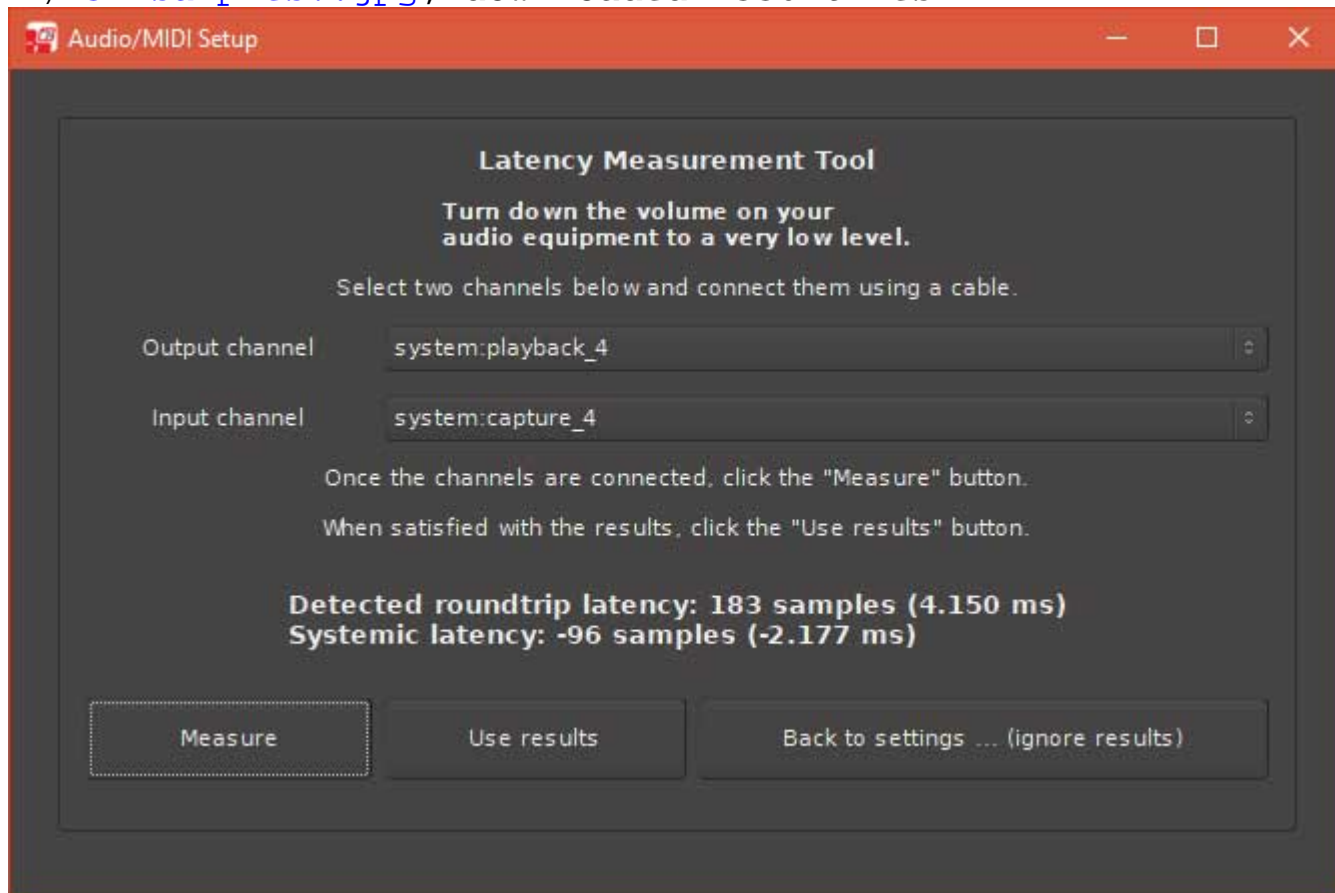 Audio/MIDI Setup
Latency Measurement Tool
Turn down the volume on your
audio equipment to a very low level.
Select two channels below and connect them using a cable.
Output channel system:playback_4
Input channel system:capture_4
Once the channels are connected, click the "Measure" button.
When satisfied with the results, click the "Use results" button.
Detected roundtrip latency: 183 samples (4.150 ms)
Systemic latency: -96 samples (-2.177 ms)
Measure Use results Back to settings ... (ignore results)